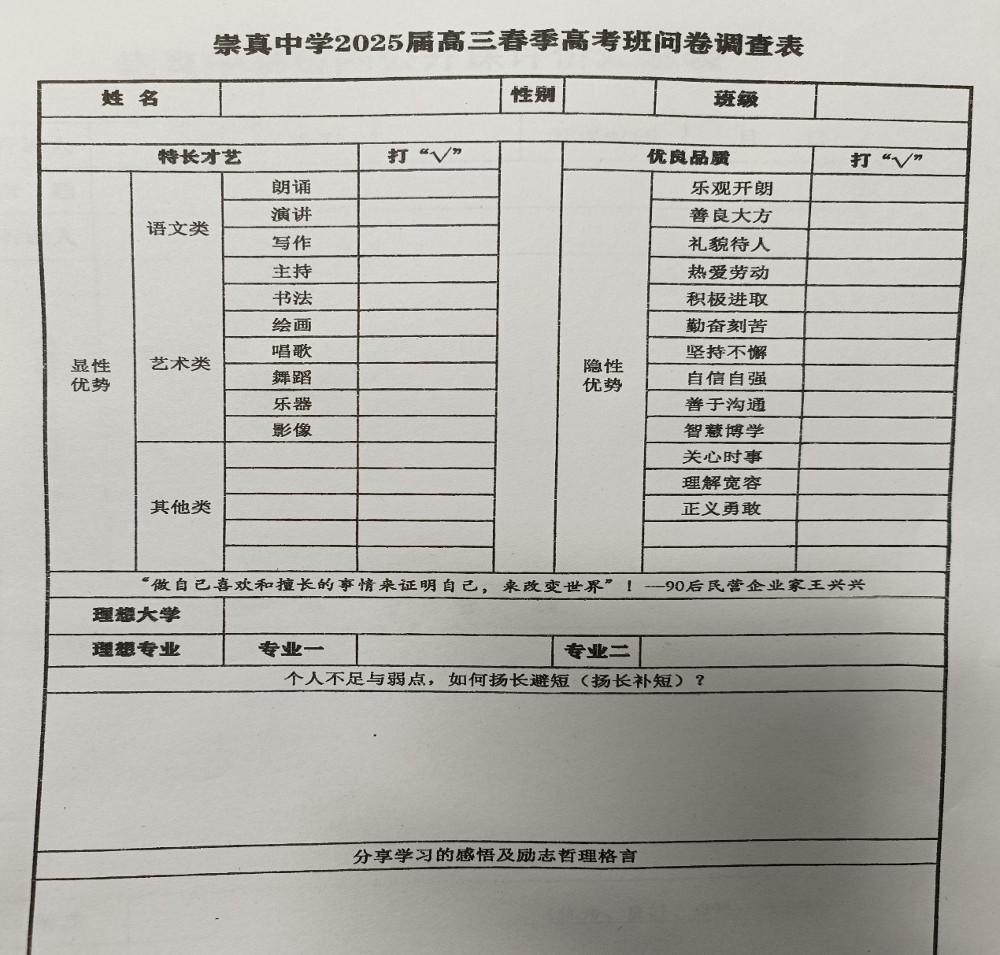 崇真中学2025届高三春季高考班问卷调查表
姓 名 性别 班级
特长才艺 打“√” 优良品质 打“√”
显性优势
语文类
朗诵
演讲
写作
主持
艺术类
书法
绘画
唱歌
舞蹈
乐器
影像
其他类
隐性优势
乐观开朗
善良大方
礼貌待人
热爱劳动
积极进取
勤奋刻苦
坚持不懈
自信自强
善于沟通
智慧博学
关心时事
理解宽容
正义勇敢
“做自己喜欢和擅长的事情来证明自己，来改变世界”！—90后民营企业家王兴兴
理想大学
理想专业 专业一 专业二
个人不足与弱点，如何扬长避短（扬长补短）?
分享学习的感悟及励志哲理格言